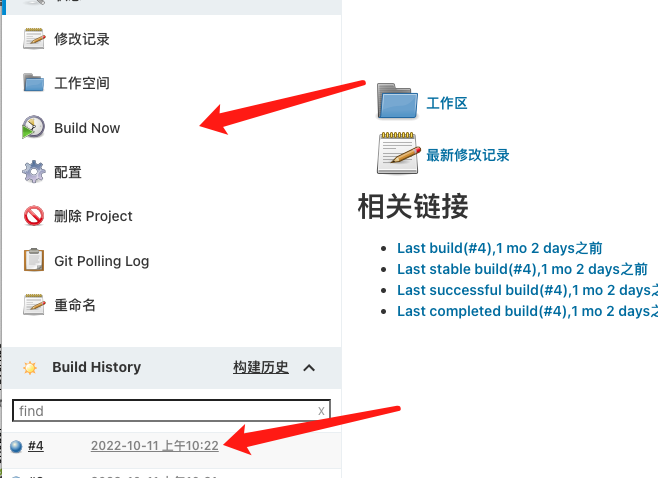 修改记录
工作空间
Build Now
配置
删除 Project
Git Polling Log
重命名
Build History 构建历史
find x
#4 2022-10-11 上午10:22
工作区
最新修改记录
相关链接
Last build(#4),1 mo 2 days之前
Last stable build(#4),1 mo 2 days之前
Last successful build(#4),1 mo 2 days之
Last completed build(#4),1 mo 2 days之